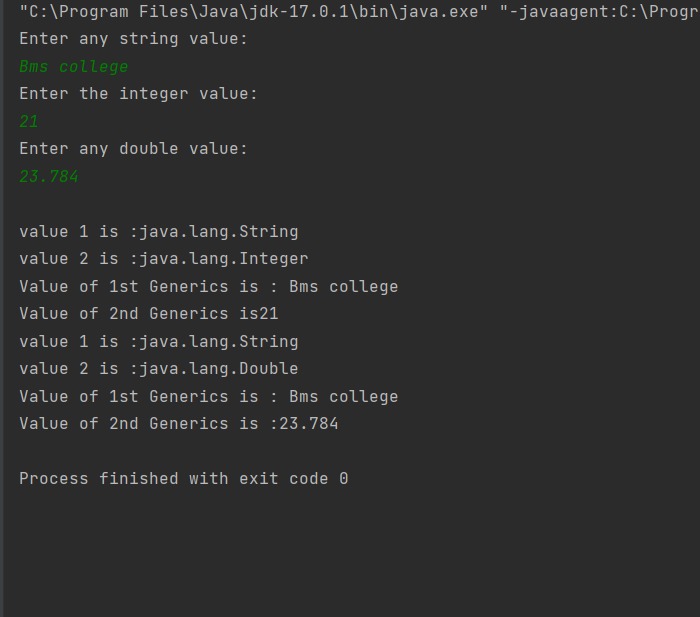 "C:\Program Files\Java\jdk-17.0.1\bin\java.exe" "-javaagent:C:\Progr
Enter any string value:
Bms college
Enter the integer value:
21
Enter any double value:
23.784
value 1 is :java.lang.String
value 2 is :java.lang.Integer
Value of 1st Generics is : Bms college
Value of 2nd Generics is21
value 1 is :java.lang.String
value 2 is :java.lang.Double
Value of 1st Generics is : Bms college
Value of 2nd Generics is :23.784
Process finished with exit code 0